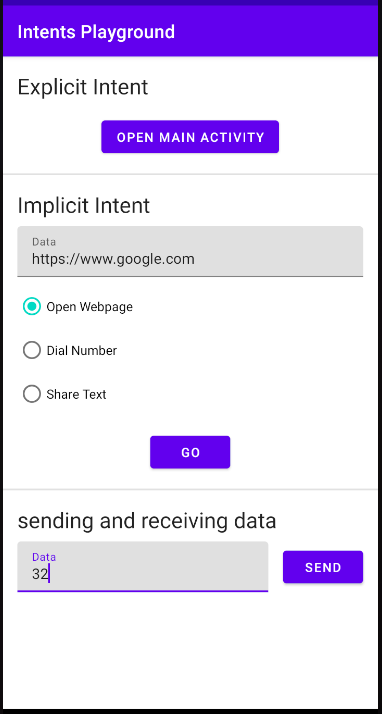 Intents Playground
Explicit Intent
OPEN MAIN ACTIVITY
Implicit Intent
Data
https://www.google.com
Open Webpage
Dial Number
Share Text
GO
sending and receiving data
Data
32
SEND